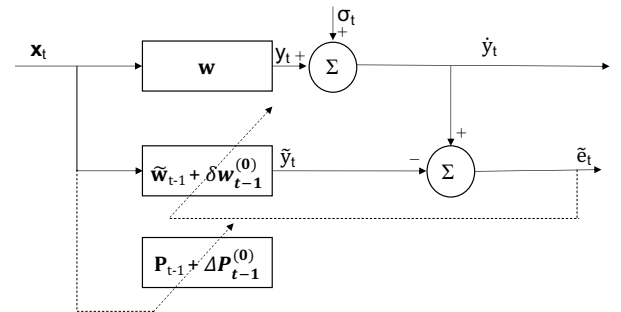 σt
+
xt
w
yt +
Σ
ẏt
w̃t-1 + δw(0)t-1
ỹt
−
+
Σ
ẽt
Pt-1 + ΔP(0)t-1